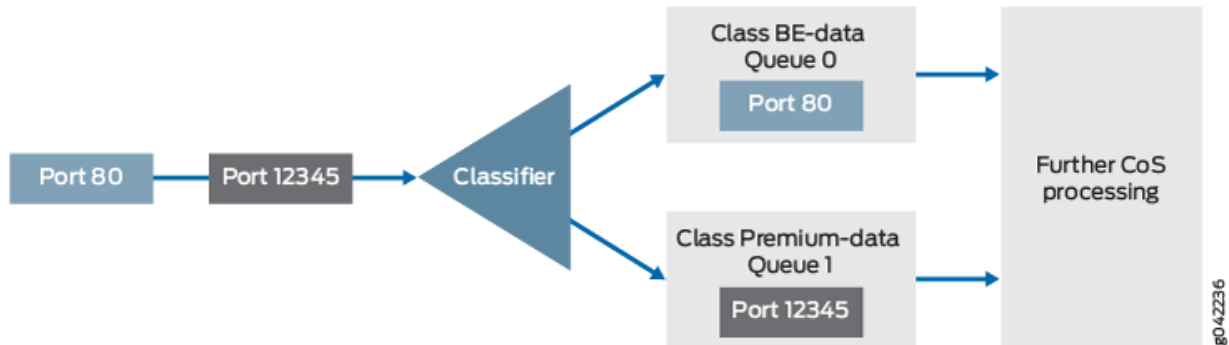 Port 80
Port 12345
Classifier
Class BE-data
Queue 0
Port 80
Class Premium-data
Queue 1
Port 12345
Further CoS
processing
g042236